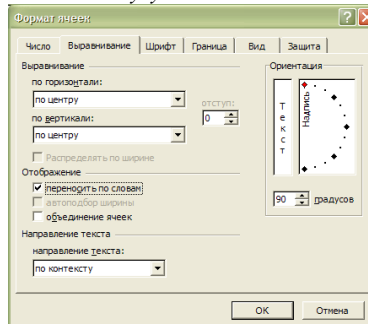 Формат ячеек
Число Выравнивание Шрифт Граница Вид Защита
Выравнивание
по горизонтали:
по центру
отступ:
по вертикали:
0
по центру
Распределять по ширине
Отображение
переносить по словам
автоподбор ширины
объединение ячеек
Направление текста
направление текста:
по контексту
Ориентация
Текст
Надпись
90 градусов
OK Отмена